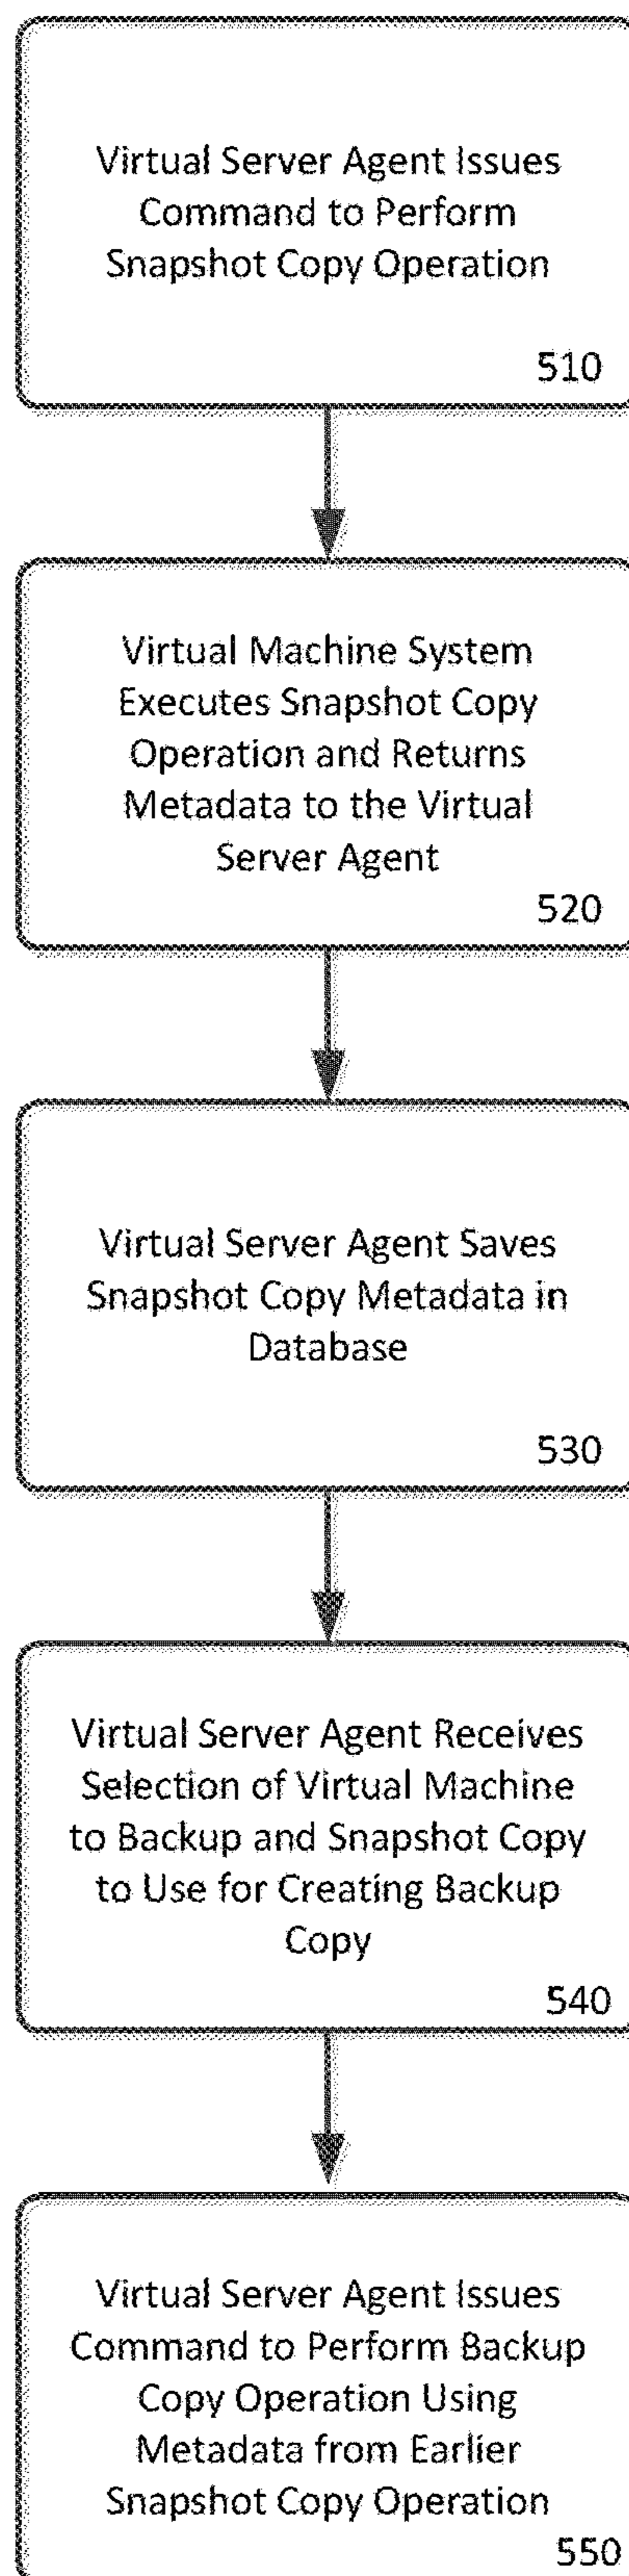 Virtual Server Agent Issues
Command to Perform
Snapshot Copy Operation
510
Virtual Machine System
Executes Snapshot Copy
Operation and Returns
Metadata to the Virtual
Server Agent
520
Virtual Server Agent Saves
Snapshot Copy Metadata in
Database
530
Virtual Server Agent Receives
Selection of Virtual Machine
to Backup and Snapshot Copy
to Use for Creating Backup
Copy
540
Virtual Server Agent Issues
Command to Perform Backup
Copy Operation Using
Metadata from Earlier
Snapshot Copy Operation
550